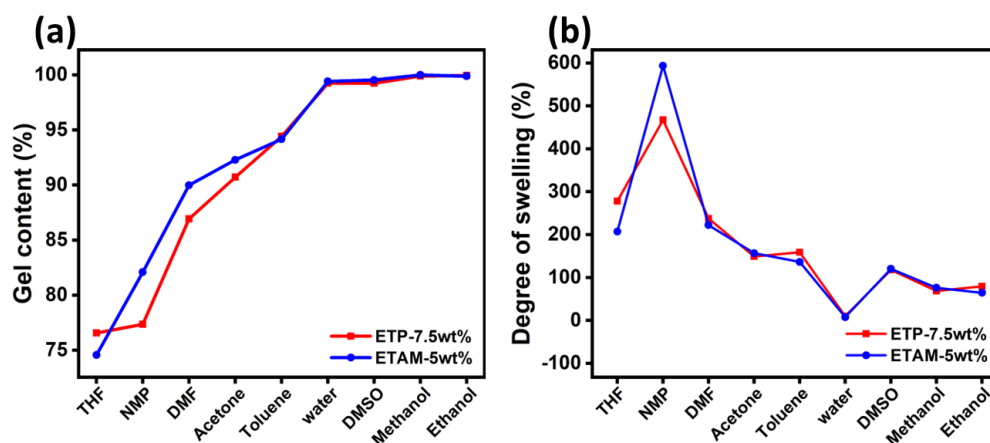 (a)
Gel content (%)
100
95
90
85
80
75
ETP-7.5wt%
ETAM-5wt%
THF
NMP
DMF
Acetone
Toluene
water
DMSO
Methanol
Ethanol
(b)
Degree of swelling (%)
600
500
400
300
200
100
0
-100
ETP-7.5wt%
ETAM-5wt%
THF
NMP
DMF
Acetone
Toluene
water
DMSO
Methanol
Ethanol